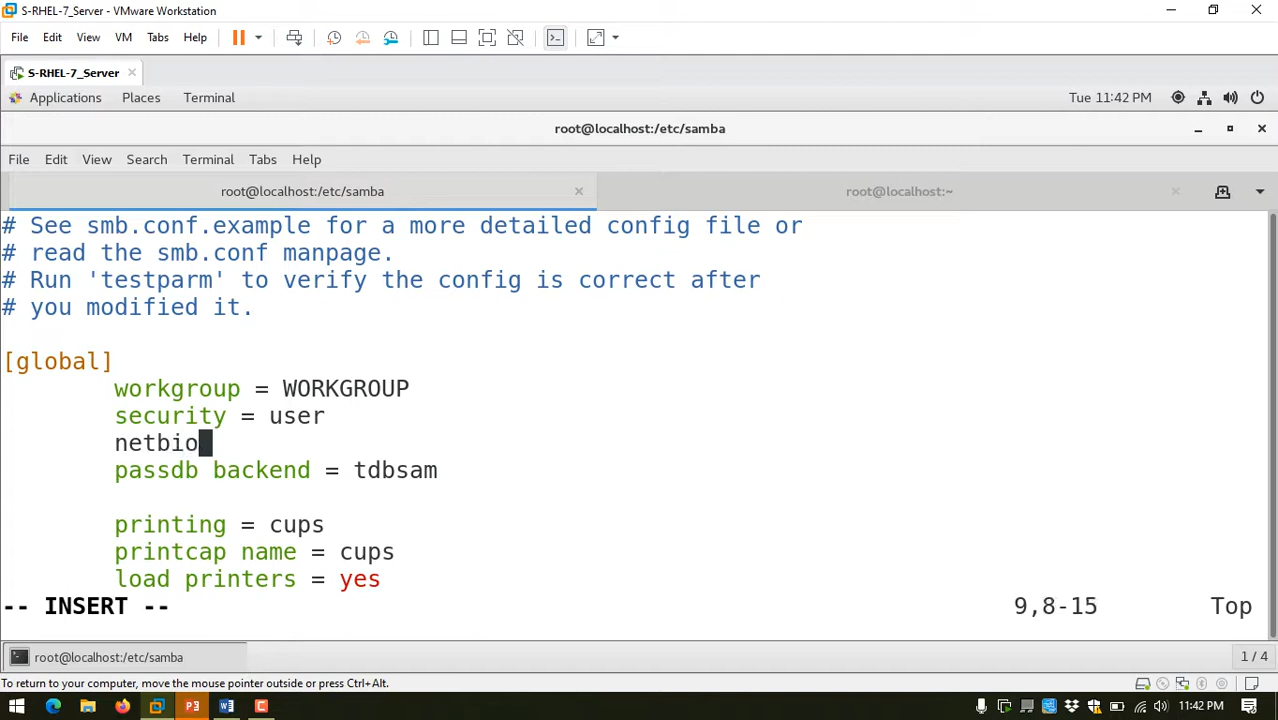 S-RHEL-7_Server - VMware Workstation
File Edit View VM Tabs Help
S-RHEL-7_Server
Applications Places Terminal Tue 11:42 PM
root@localhost:/etc/samba
File Edit View Search Terminal Tabs Help
root@localhost:/etc/samba root@localhost:~
# See smb.conf.example for a more detailed config file or
# read the smb.conf manpage.
# Run 'testparm' to verify the config is correct after
# you modified it.
[global]
workgroup = WORKGROUP
security = user
netbio
passdb backend = tdbsam
printing = cups
printcap name = cups
load printers = yes
-- INSERT -- 9,8-15 Top
root@localhost:/etc/samba 1 / 4
To return to your computer, move the mouse pointer outside or press Ctrl+Alt.
11:42 PM